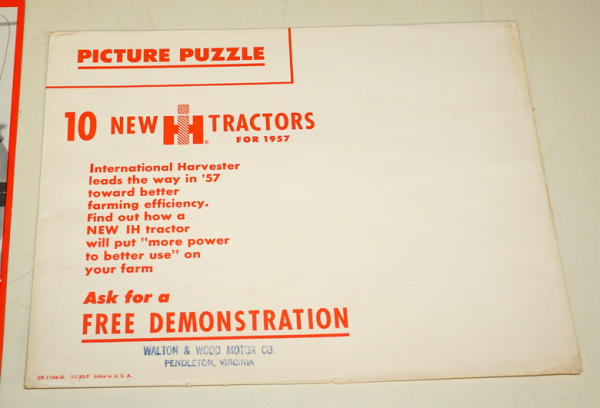 PICTURE PUZZLE
10 NEW IH TRACTORS
FOR 1957
International Harvester
leads the way in '57
toward better
farming efficiency.
Find out how a
NEW IH tractor
will put "more power
to better use" on
your farm
Ask for a
FREE DEMONSTRATION
WALTON & WOOD MOTOR CO.
PENDLETON, VIRGINIA
Litho in U. S. A.